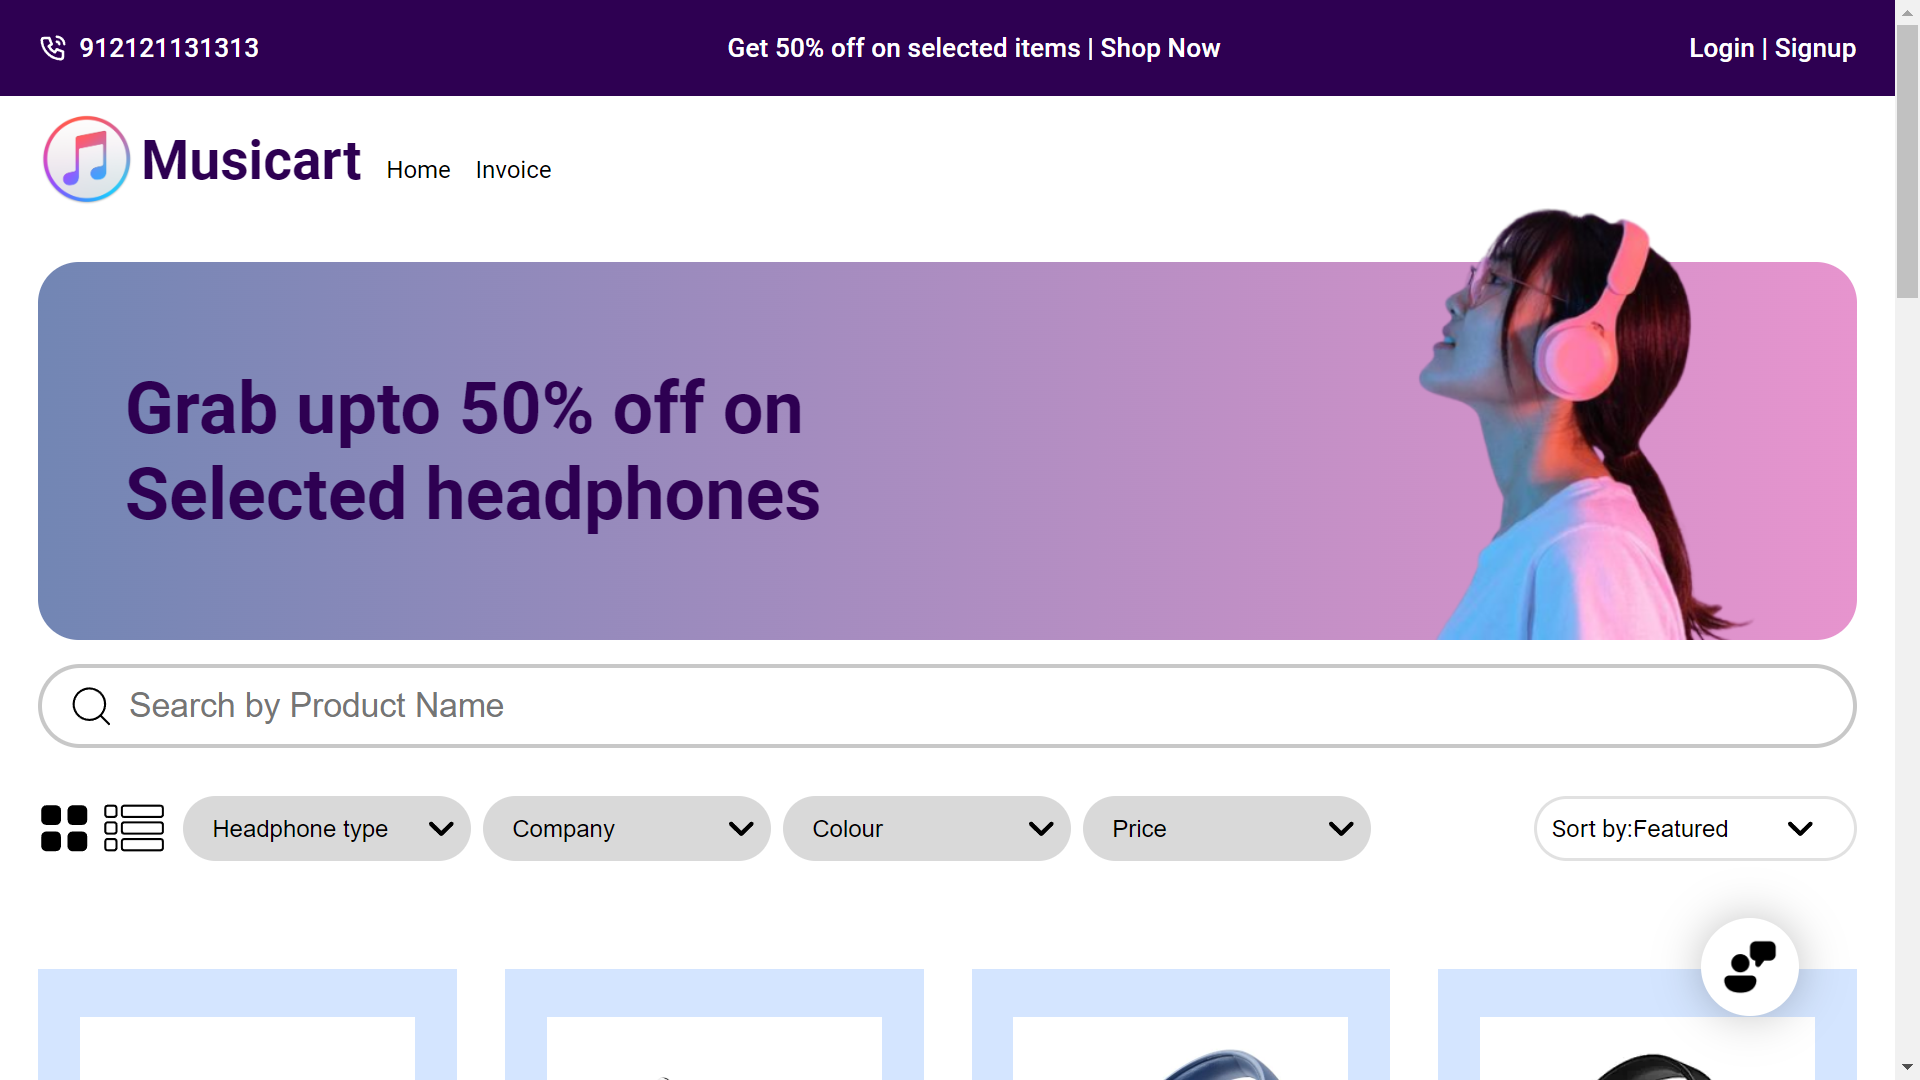 912121131313
Get 50% off on selected items | Shop Now
Login | Signup
Musicart
Home
Invoice
Grab upto 50% off on
Selected headphones
Search by Product Name
Headphone type
Company
Colour
Price
Sort by:Featured